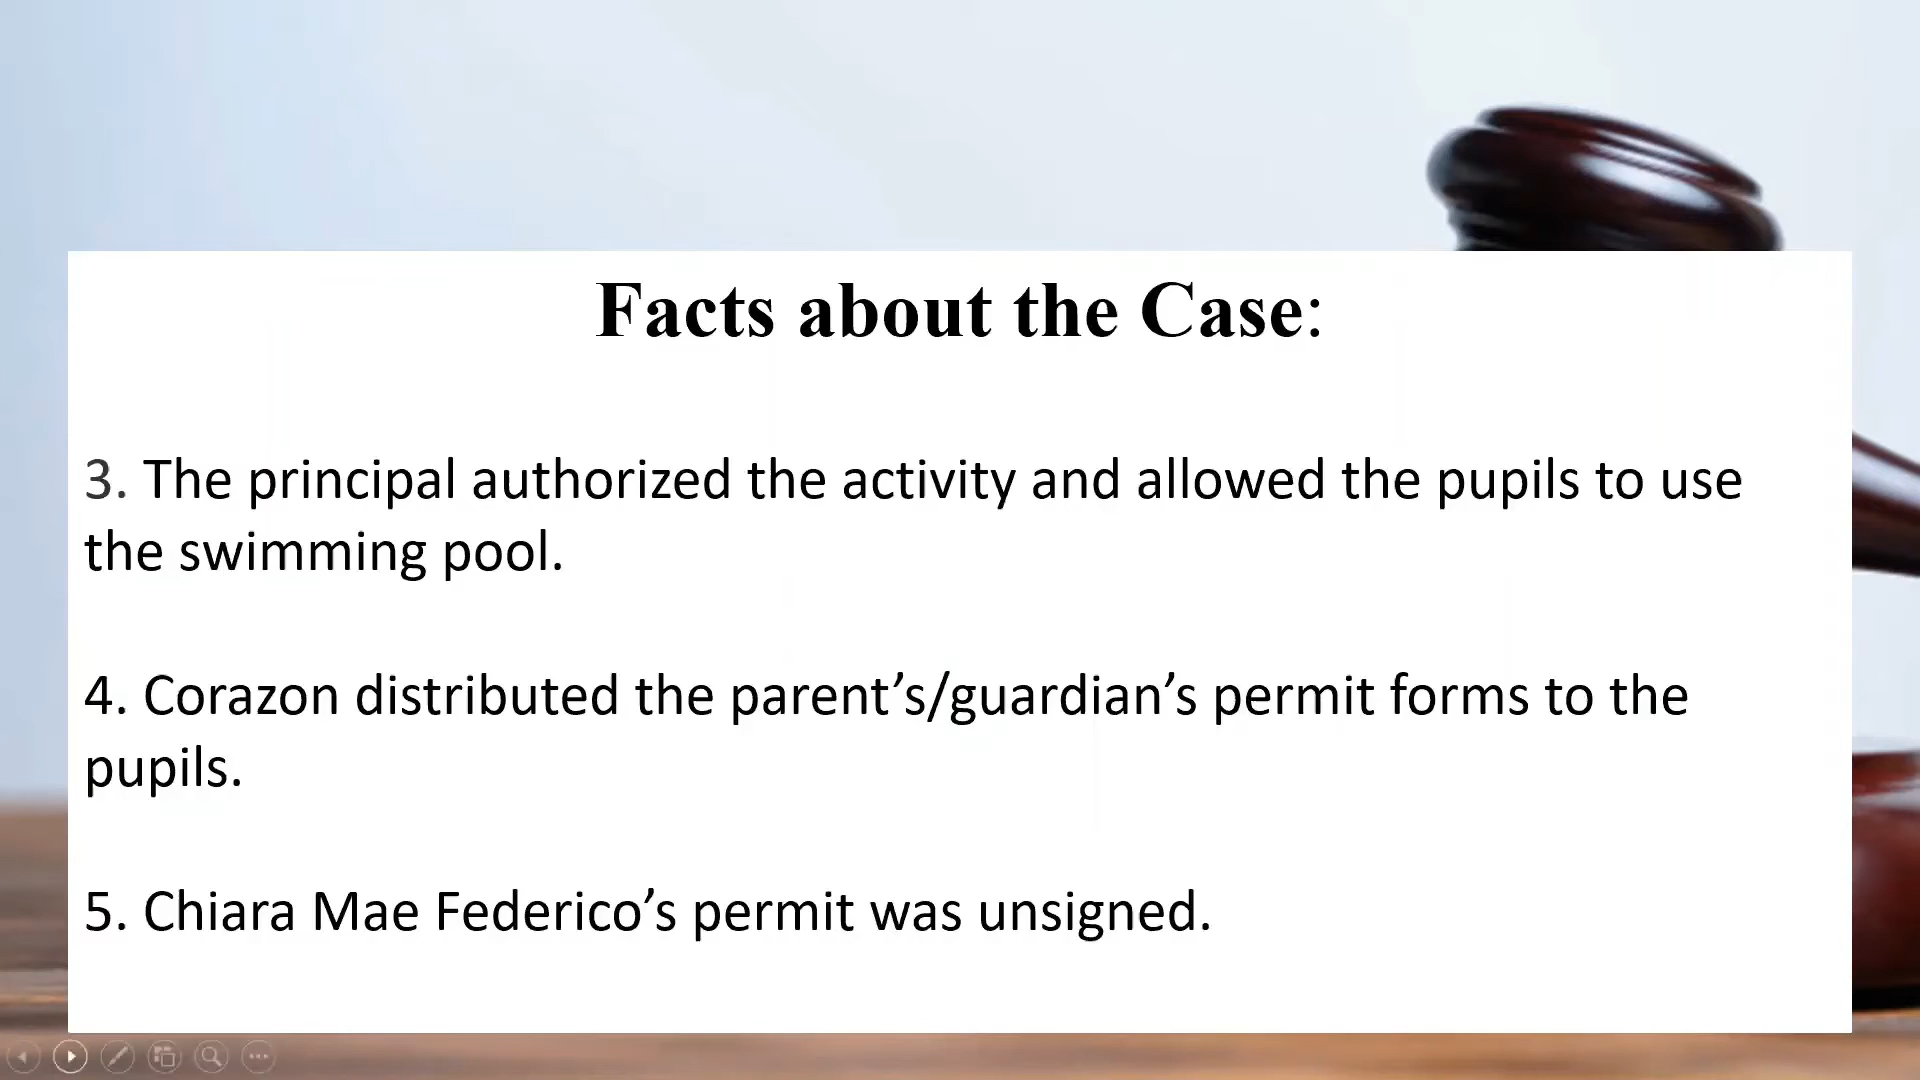 Facts about the Case:
3. The principal authorized the activity and allowed the pupils to use
the swimming pool.
4. Corazon distributed the parent’s/guardian’s permit forms to the
pupils.
5. Chiara Mae Federico’s permit was unsigned.